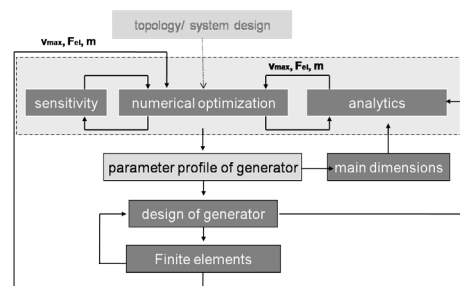 topology/ system design
vmax, Fel, m
vmax, Fel, m
sensitivity
numerical optimization
analytics
parameter profile of generator
main dimensions
design of generator
Finite elements